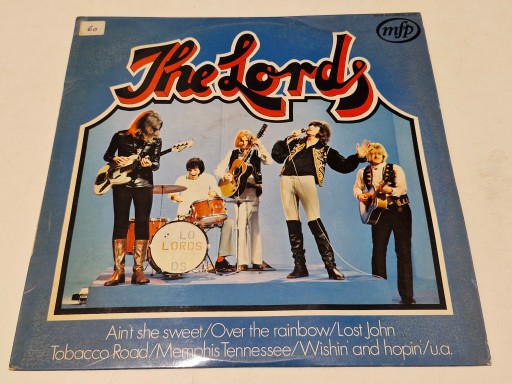 60
mfp
The Lords
LO
LORDS
DS
Ain't she sweet/Over the rainbow/Lost John
Tobacco Road/Memphis Tennessee/Wishin' and hopin'/u.a.